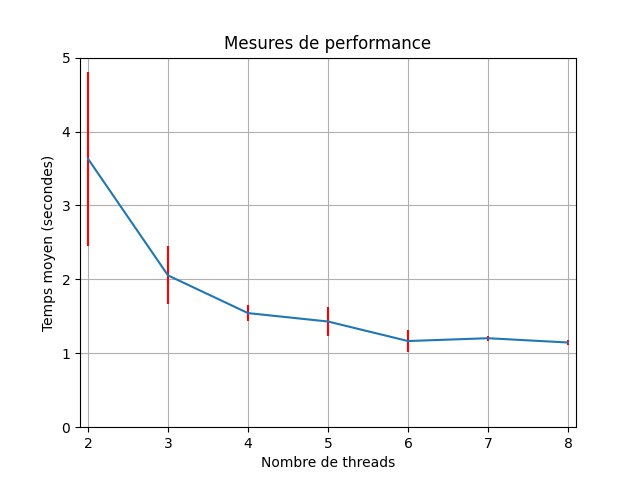 Mesures de performance
5
4
3
2
1
0
Temps moyen (secondes)
2 3 4 5 6 7 8
Nombre de threads